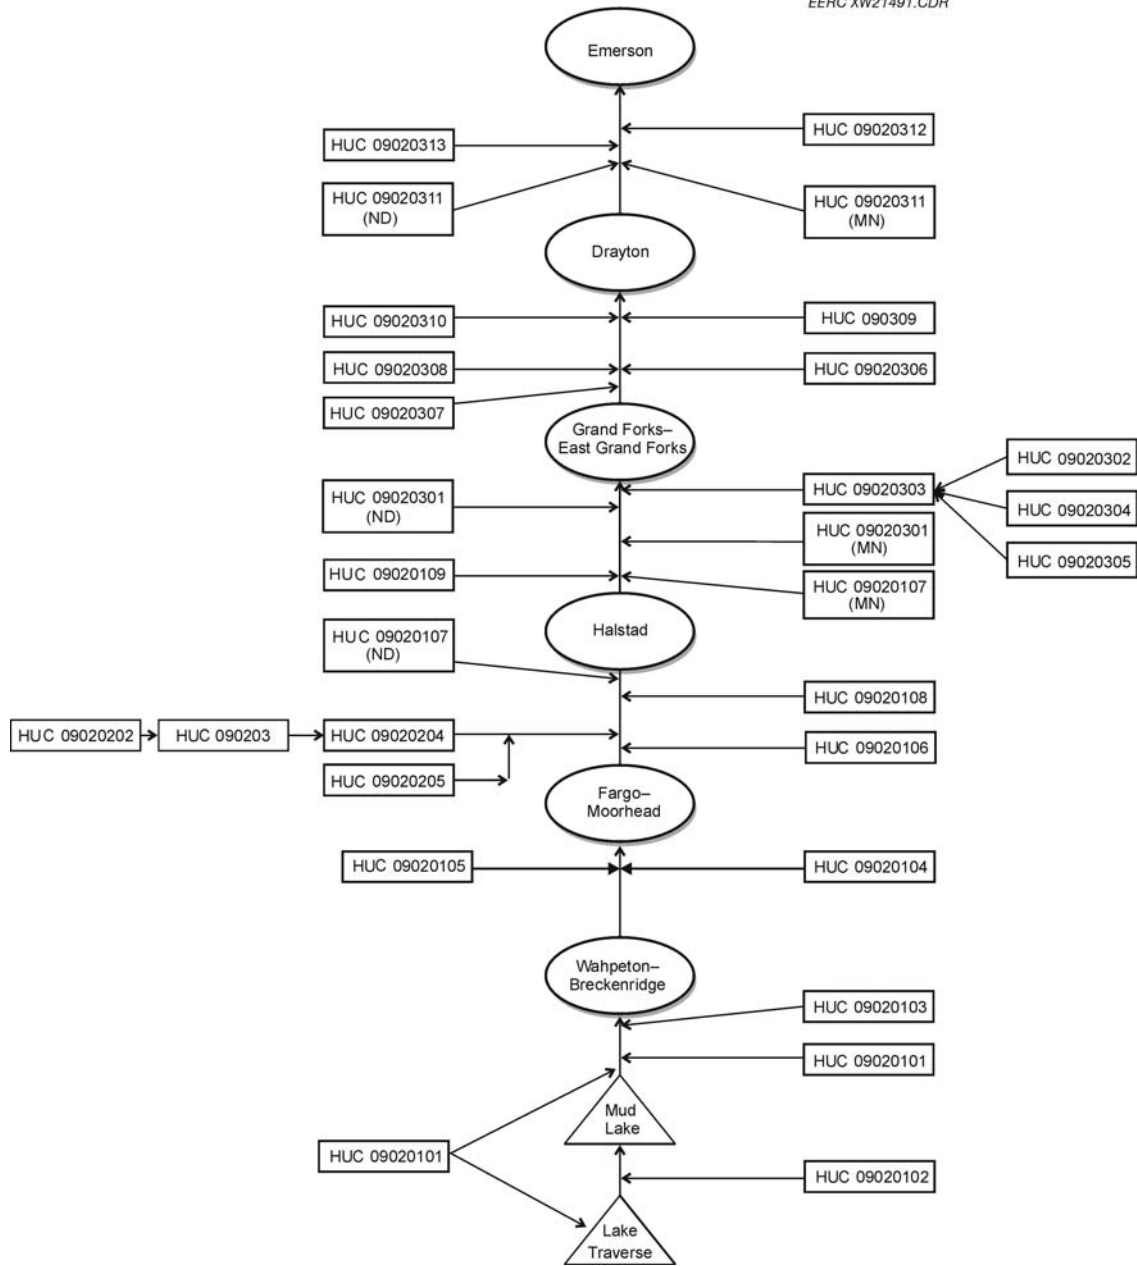 EERC XW21491.CDR
Emerson
HUC 09020312
HUC 09020313
HUC 09020311
(ND)
HUC 09020311
(MN)
Drayton
HUC 09020310
HUC 090309
HUC 09020308
HUC 09020306
HUC 09020307
Grand Forks–
East Grand Forks
HUC 09020302
HUC 09020301
(ND)
HUC 09020303
HUC 09020304
HUC 09020301
(MN)
HUC 09020305
HUC 09020109
HUC 09020107
(MN)
Halstad
HUC 09020107
(ND)
HUC 09020108
HUC 09020202
HUC 090203
HUC 09020204
HUC 09020106
HUC 09020205
Fargo–
Moorhead
HUC 09020105
HUC 09020104
Wahpeton–
Breckenridge
HUC 09020103
HUC 09020101
Mud
Lake
HUC 09020101
HUC 09020102
Lake
Traverse